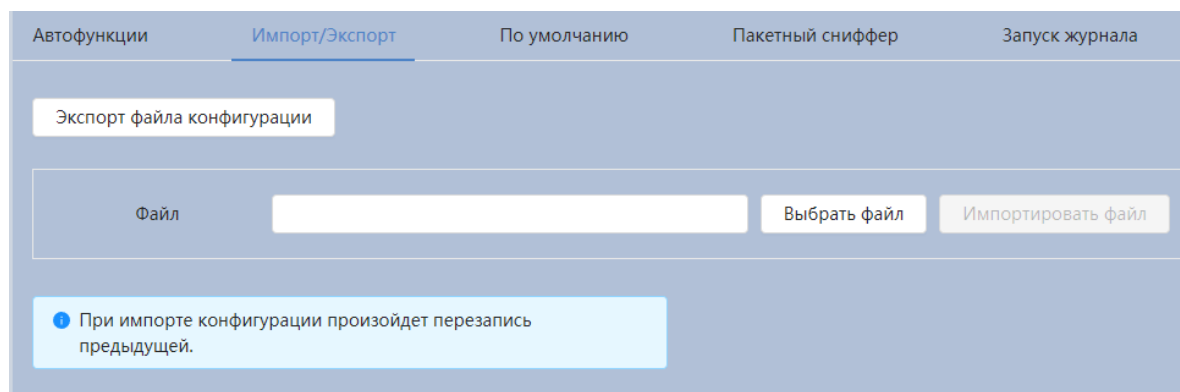 Автофункции Импорт/Экспорт По умолчанию Пакетный сниффер Запуск журнала
Экспорт файла конфигурации
Файл Выбрать файл Импортировать файл
При импорте конфигурации произойдет перезапись
предыдущей.